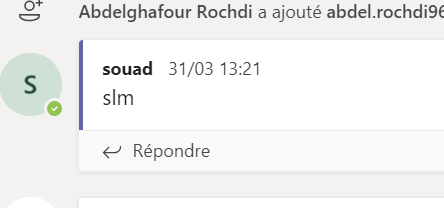 Abdelghafour Rochdi a ajouté abdel.rochdi96
S
souad 31/03 13:21
slm
Répondre